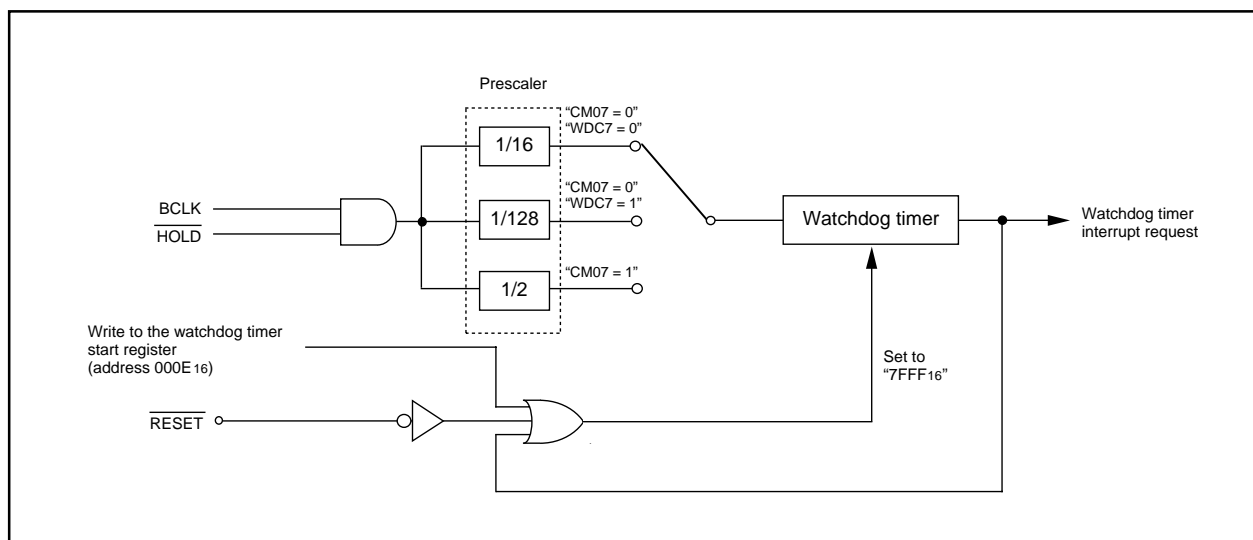 Prescaler
“CM07 = 0”
“WDC7 = 0”
1/16
“CM07 = 0”
“WDC7 = 1”
BCLK
HOLD
1/128
Watchdog timer
Watchdog timer
interrupt request
“CM07 = 1”
1/2
Write to the watchdog timer
start register
(address 000E16)
Set to
“7FFF16”
RESET